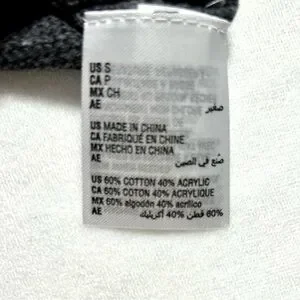 US S
CA P
MX CH
AE صغير
US MADE IN CHINA
CA FABRIQUÉ EN CHINE
MX HECHO EN CHINA
AE صنع في الصين
US 60% COTTON 40% ACRYLIC
CA 60% COTON 40% ACRYLIQUE
MX 60% algodón 40% acrílico
AE 60% قطن 40% أكريليك